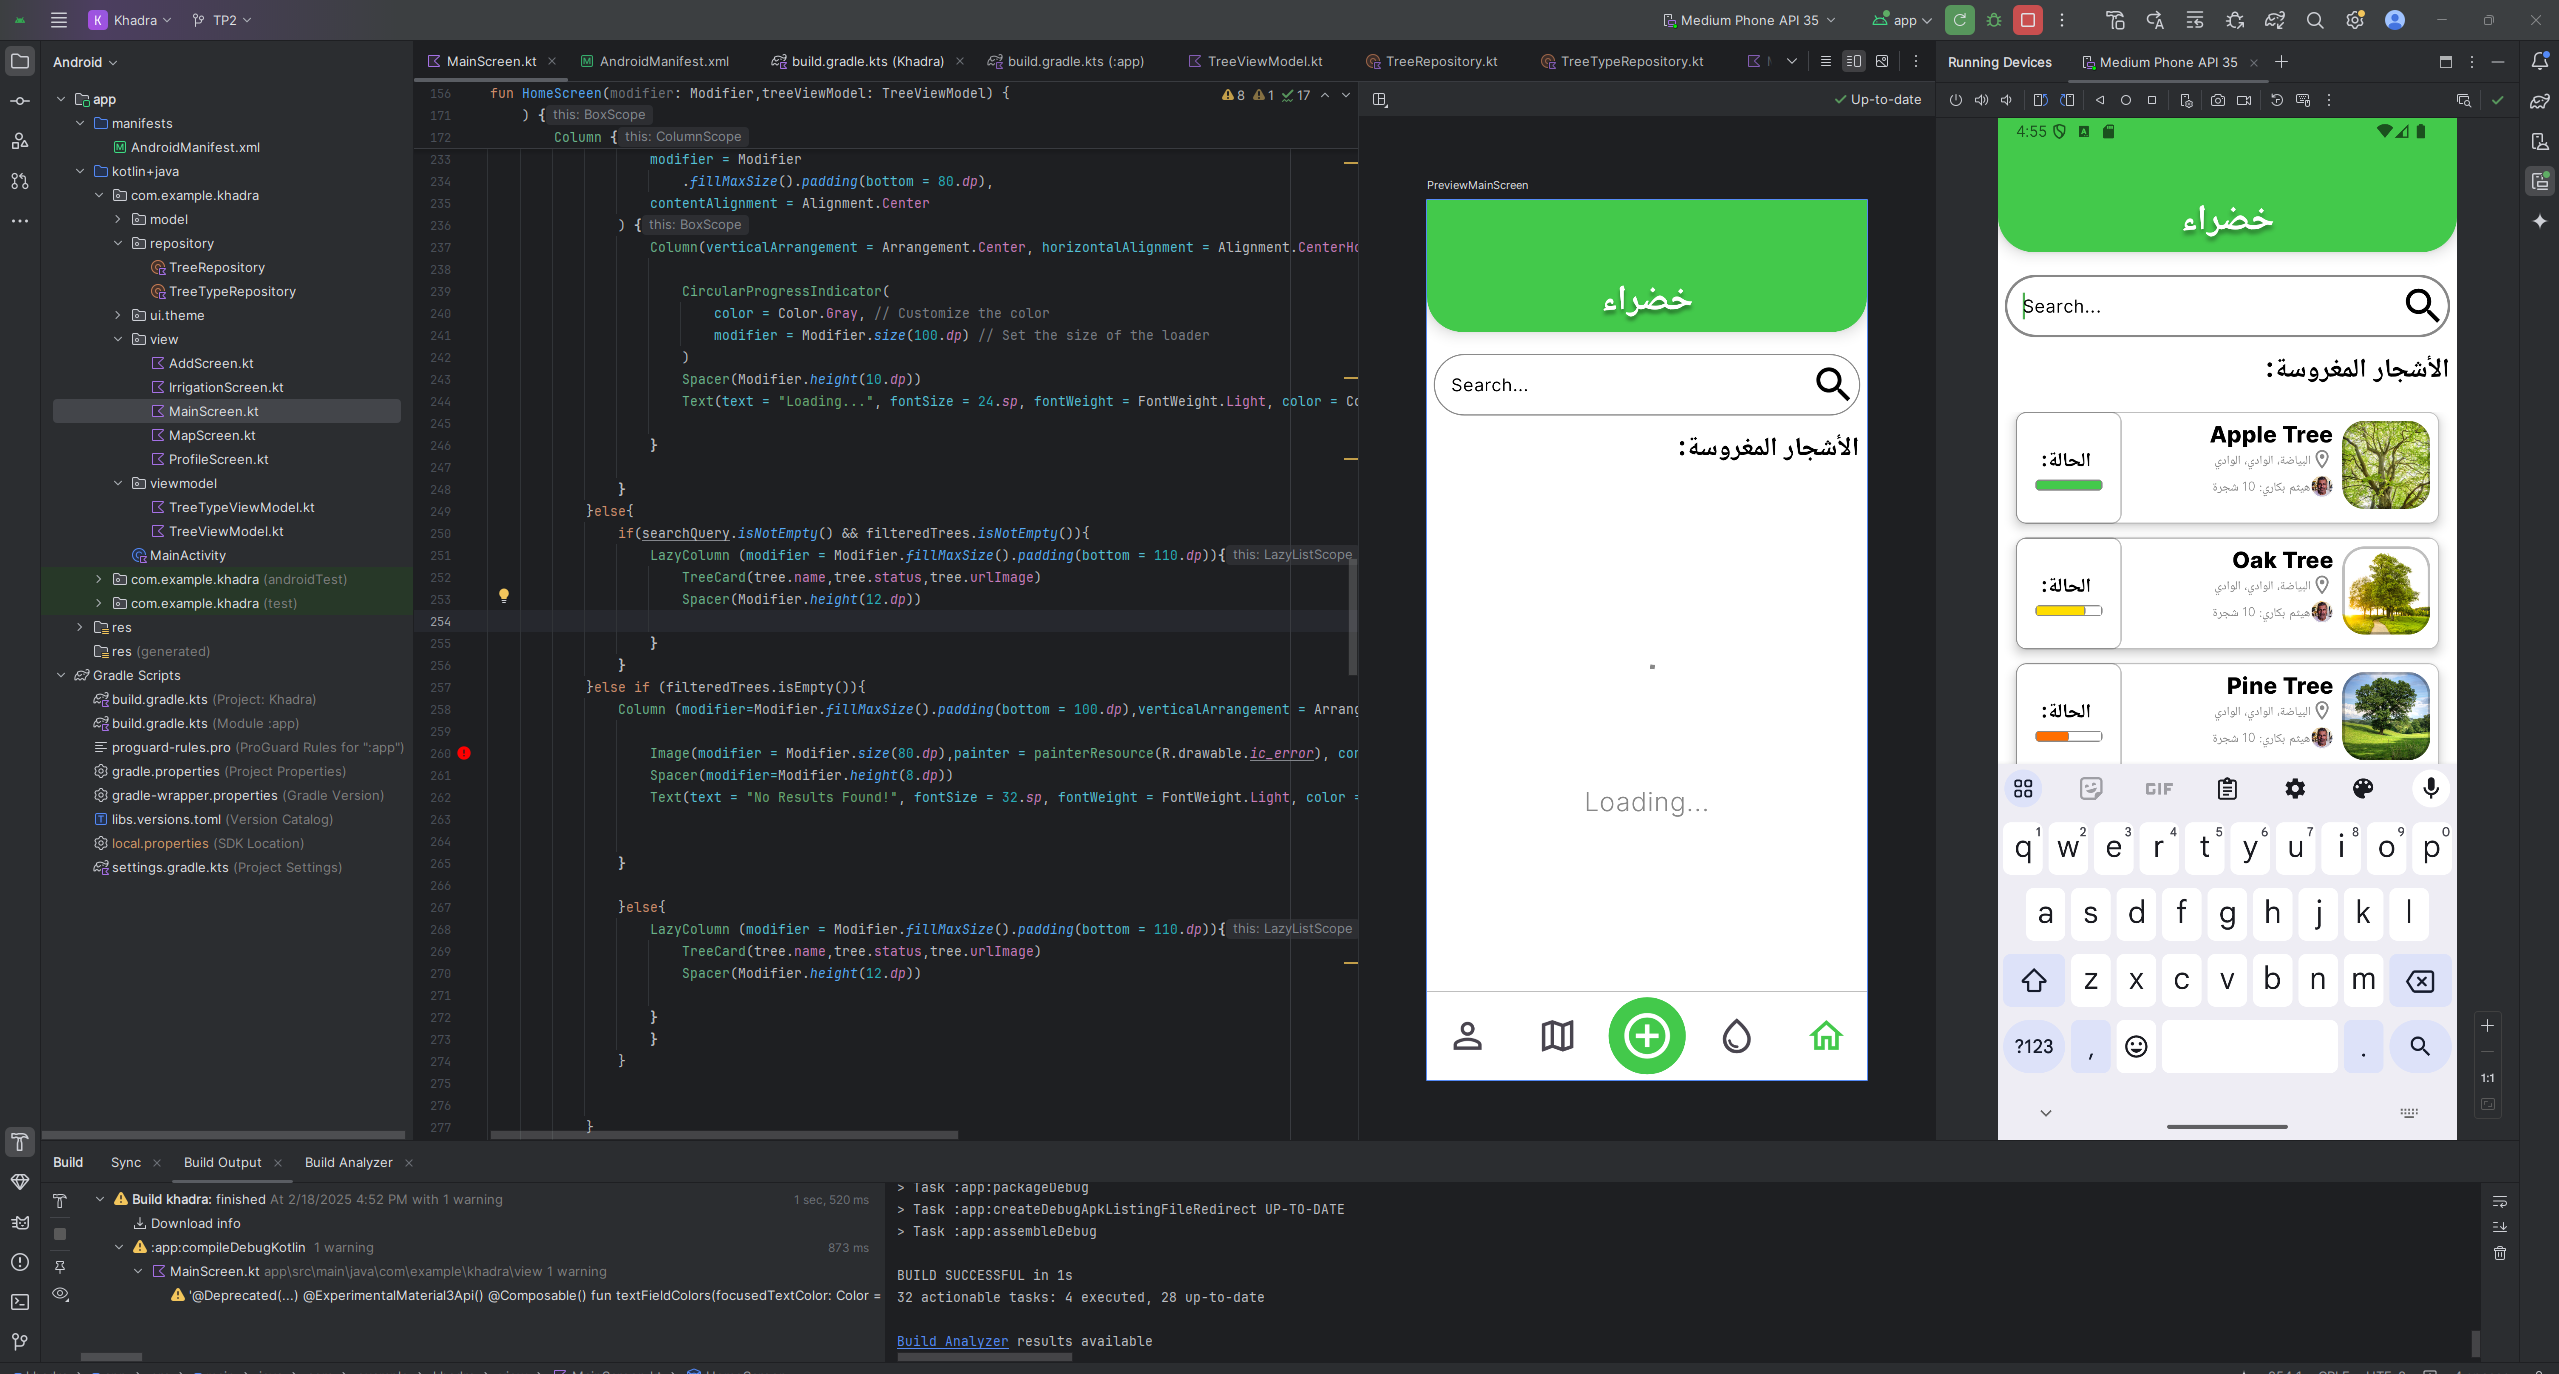 Khadra
TP2
Medium Phone API 35
app
Android
app
manifests
AndroidManifest.xml
kotlin+java
com.example.khadra
model
repository
TreeRepository
TreeTypeRepository
ui.theme
view
AddScreen.kt
IrrigationScreen.kt
MainScreen.kt
MapScreen.kt
ProfileScreen.kt
viewmodel
TreeTypeViewModel.kt
TreeViewModel.kt
MainActivity
com.example.khadra (androidTest)
com.example.khadra (test)
res
res (generated)
Gradle Scripts
build.gradle.kts (Project: Khadra)
build.gradle.kts (Module :app)
proguard-rules.pro (ProGuard Rules for ":app")
gradle.properties (Project Properties)
gradle-wrapper.properties (Gradle Version)
libs.versions.toml (Version Catalog)
local.properties (SDK Location)
settings.gradle.kts (Project Settings)
MainScreen.kt
AndroidManifest.xml
build.gradle.kts (Khadra)
build.gradle.kts (:app)
TreeViewModel.kt
TreeRepository.kt
TreeTypeRepository.kt
8 1 17
156 fun HomeScreen(modifier: Modifier,treeViewModel: TreeViewModel) {
171 ) { this: BoxScope
172 Column { this: ColumnScope
233 modifier = Modifier
234 .fillMaxSize().padding(bottom = 80.dp),
235 contentAlignment = Alignment.Center
236 ) { this: BoxScope
237 Column(verticalArrangement = Arrangement.Center, horizontalAlignment = Alignment.CenterHo
238
239 CircularProgressIndicator(
240 color = Color.Gray, // Customize the color
241 modifier = Modifier.size(100.dp) // Set the size of the loader
242 )
243 Spacer(Modifier.height(10.dp))
244 Text(text = "Loading...", fontSize = 24.sp, fontWeight = FontWeight.Light, color = Co
245
246 }
247
248 }
249 }else{
250 if(searchQuery.isNotEmpty() && filteredTrees.isNotEmpty()){
251 LazyColumn (modifier = Modifier.fillMaxSize().padding(bottom = 110.dp)){ this: LazyListScope
252 TreeCard(tree.name,tree.status,tree.urlImage)
253 Spacer(Modifier.height(12.dp))
254
255 }
256 }
257 }else if (filteredTrees.isEmpty()){
258 Column (modifier=Modifier.fillMaxSize().padding(bottom = 100.dp),verticalArrangement = Arrang
259
260 Image(modifier = Modifier.size(80.dp),painter = painterResource(R.drawable.ic_error), con
261 Spacer(modifier=Modifier.height(8.dp))
262 Text(text = "No Results Found!", fontSize = 32.sp, fontWeight = FontWeight.Light, color =
263
264
265 }
266
267 }else{
268 LazyColumn (modifier = Modifier.fillMaxSize().padding(bottom = 110.dp)){ this: LazyListScope
269 TreeCard(tree.name,tree.status,tree.urlImage)
270 Spacer(Modifier.height(12.dp))
271
272 }
273 }
274 }
275
276
277 }
Up-to-date
PreviewMainScreen
خضراء
Search...
الأشجار المغروسة:
Loading...
Running Devices
Medium Phone API 35
4:55
خضراء
Search...
الأشجار المغروسة:
Apple Tree
البياضة، الوادي، الوادي
هيثم بكاري: 10 شجرة
الحالة:
Oak Tree
البياضة، الوادي، الوادي
هيثم بكاري: 10 شجرة
الحالة:
Pine Tree
البياضة، الوادي، الوادي
هيثم بكاري: 10 شجرة
الحالة:
GIF
q1 w2 e3 r4 t5 y6 u7 i8 o9 p0
a s d f g h j k l
z x c v b n m
?123 , .
1:1
Build
Sync
Build Output
Build Analyzer
Build khadra: finished At 2/18/2025 4:52 PM with 1 warning 1 sec, 520 ms
Download info
:app:compileDebugKotlin 1 warning 873 ms
MainScreen.kt app\src\main\java\com\example\khadra\view 1 warning
'@Deprecated(...) @ExperimentalMaterial3Api() @Composable() fun textFieldColors(focusedTextColor: Color =
> Task :app:packageDebug
> Task :app:createDebugApkListingFileRedirect UP-TO-DATE
> Task :app:assembleDebug
BUILD SUCCESSFUL in 1s
32 actionable tasks: 4 executed, 28 up-to-date
Build Analyzer results available